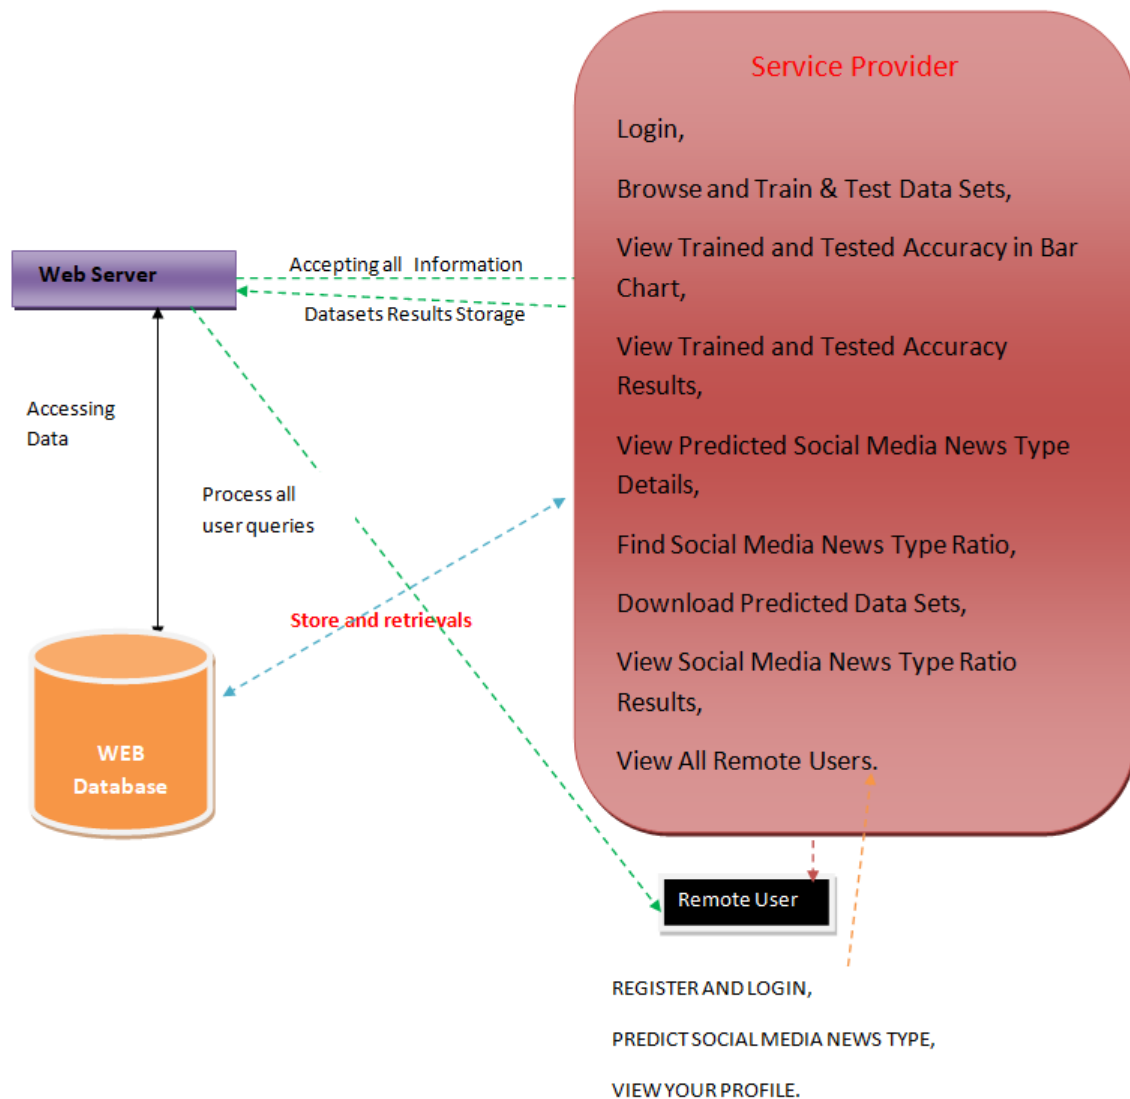 Service Provider
Login,
Browse and Train & Test Data Sets,
View Trained and Tested Accuracy in Bar
Chart,
View Trained and Tested Accuracy
Results,
View Predicted Social Media News Type
Details,
Find Social Media News Type Ratio,
Download Predicted Data Sets,
View Social Media News Type Ratio
Results,
View All Remote Users.
Web Server
Accepting all Information
Datasets Results Storage
Accessing
Data
Process all
user queries
Store and retrievals
WEB
Database
Remote User
REGISTER AND LOGIN,
PREDICT SOCIAL MEDIA NEWS TYPE,
VIEW YOUR PROFILE.